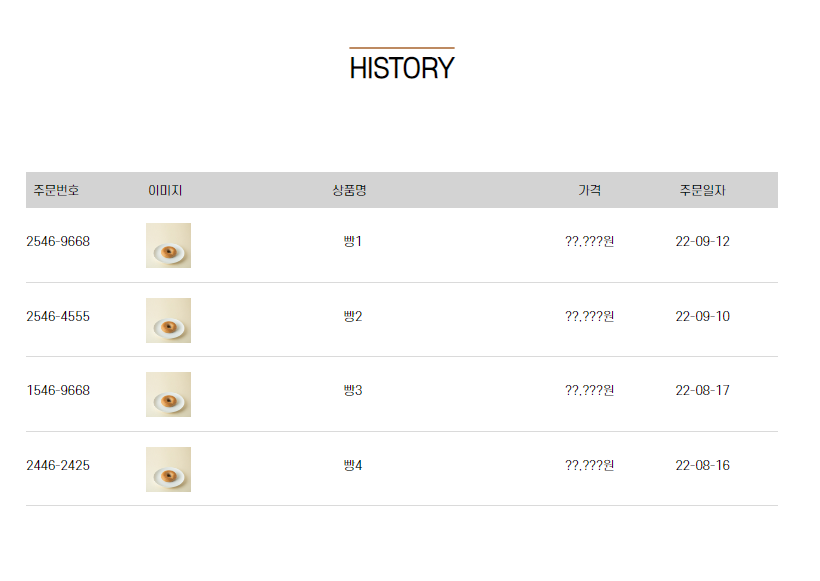 HISTORY
주문번호 이미지 상품명 가격 주문일자
2546-9668 빵1 ??,???원 22-09-12
2546-4555 빵2 ??,???원 22-09-10
1546-9668 빵3 ??,???원 22-08-17
2446-2425 빵4 ??,???원 22-08-16